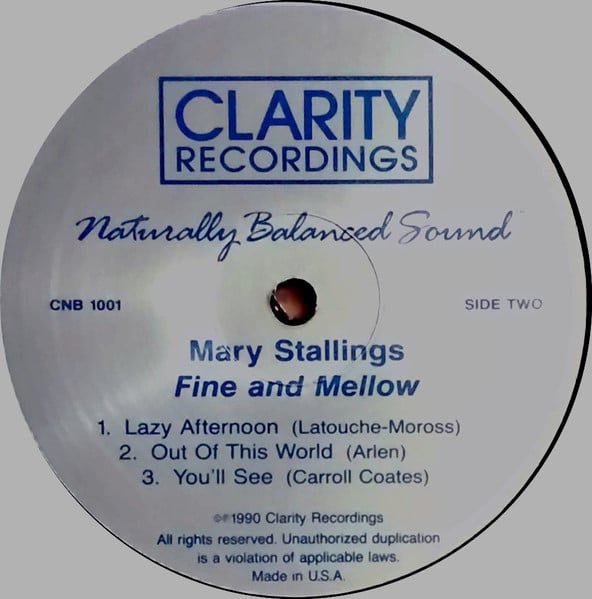 CLARITY
RECORDINGS
Naturally Balanced Sound
CNB 1001
SIDE TWO
Mary Stallings
Fine and Mellow
1. Lazy Afternoon (Latouche-Moross)
2. Out Of This World (Arlen)
3. You'll See (Carroll Coates)
©℗1990 Clarity Recordings
All rights reserved. Unauthorized duplication
is a violation of applicable laws.
Made in U.S.A.